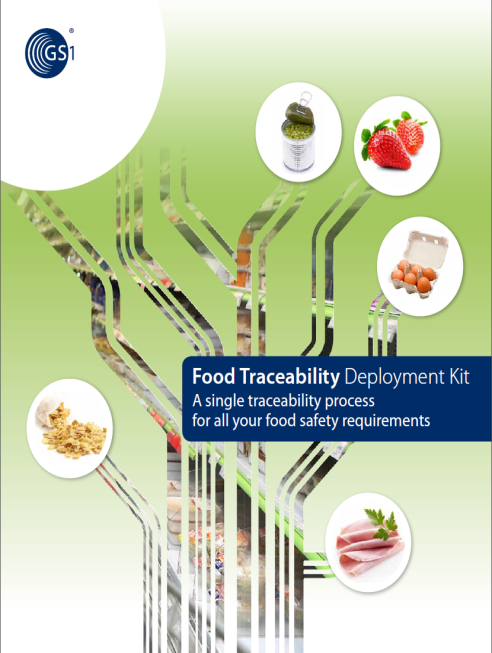 GS1
®
Food Traceability Deployment Kit
A single traceability process
for all your food safety requirements